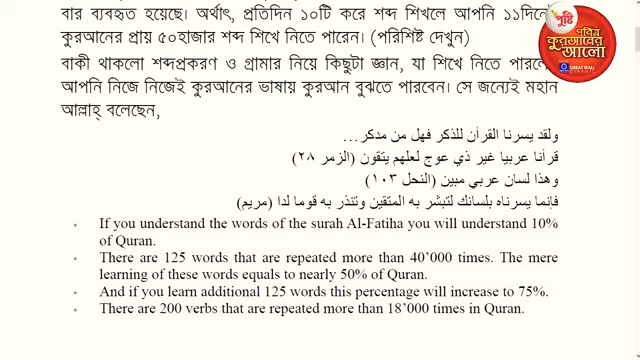 বার ব্যবহৃত হয়েছে। অর্থাৎ, প্রতিদিন ১০টি করে শব্দ শিখলে আপনি ১১দিনে
কুরআনের প্রায় ৫০হাজার শব্দ শিখে নিতে পারেন। (পরিশিষ্ট দেখুন)
বাকী থাকলো শব্দপ্রকরণ ও গ্রামার নিয়ে কিছুটা জ্ঞান, যা শিখে নিতে পারলে
আপনি নিজে নিজেই কুরআনের ভাষায় কুরআন বুঝতে পারবেন। সে জন্যেই মহান
আল্লাহ্ বলেছেন,
ولقد يسرنا القرآن للذكر فهل من مدكر...
قرآنا عربيا غير ذي عوج لعلهم يتقون (الزمر ٢٨)
وهذا لسان عربي مبين (النحل ١٠٣)
فإنما يسرناه بلسانك لتبشر به المتقين وتنذر به قوما لدا (مريم)
• If you understand the words of the surah Al-Fatiha you will understand 10%
of Quran.
• There are 125 words that are repeated more than 40'000 times. The mere
learning of these words equals to nearly 50% of Quran.
• And if you learn additional 125 words this percentage will increase to 75%.
• There are 200 verbs that are repeated more than 18'000 times in Quran.
পুষ্টি
পবিত্র
কুরআনের
আলো
GREAT WALL